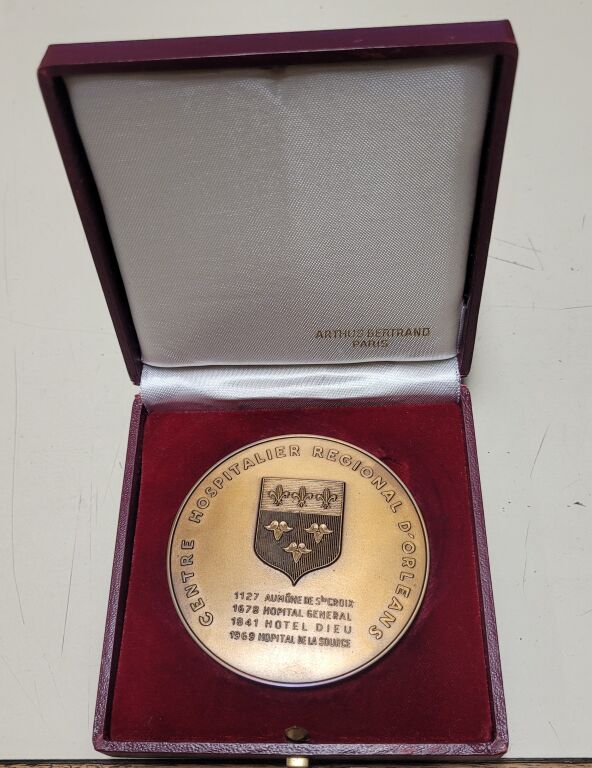 ARTHUS BERTRAND
PARIS
CENTRE HOSPITALIER REGIONAL D'ORLEANS
1127 AUMÔNE DE Ste CROIX
1678 HOPITAL GENERAL
1841 HOTEL DIEU
1969 HOPITAL DE LA SOURCE